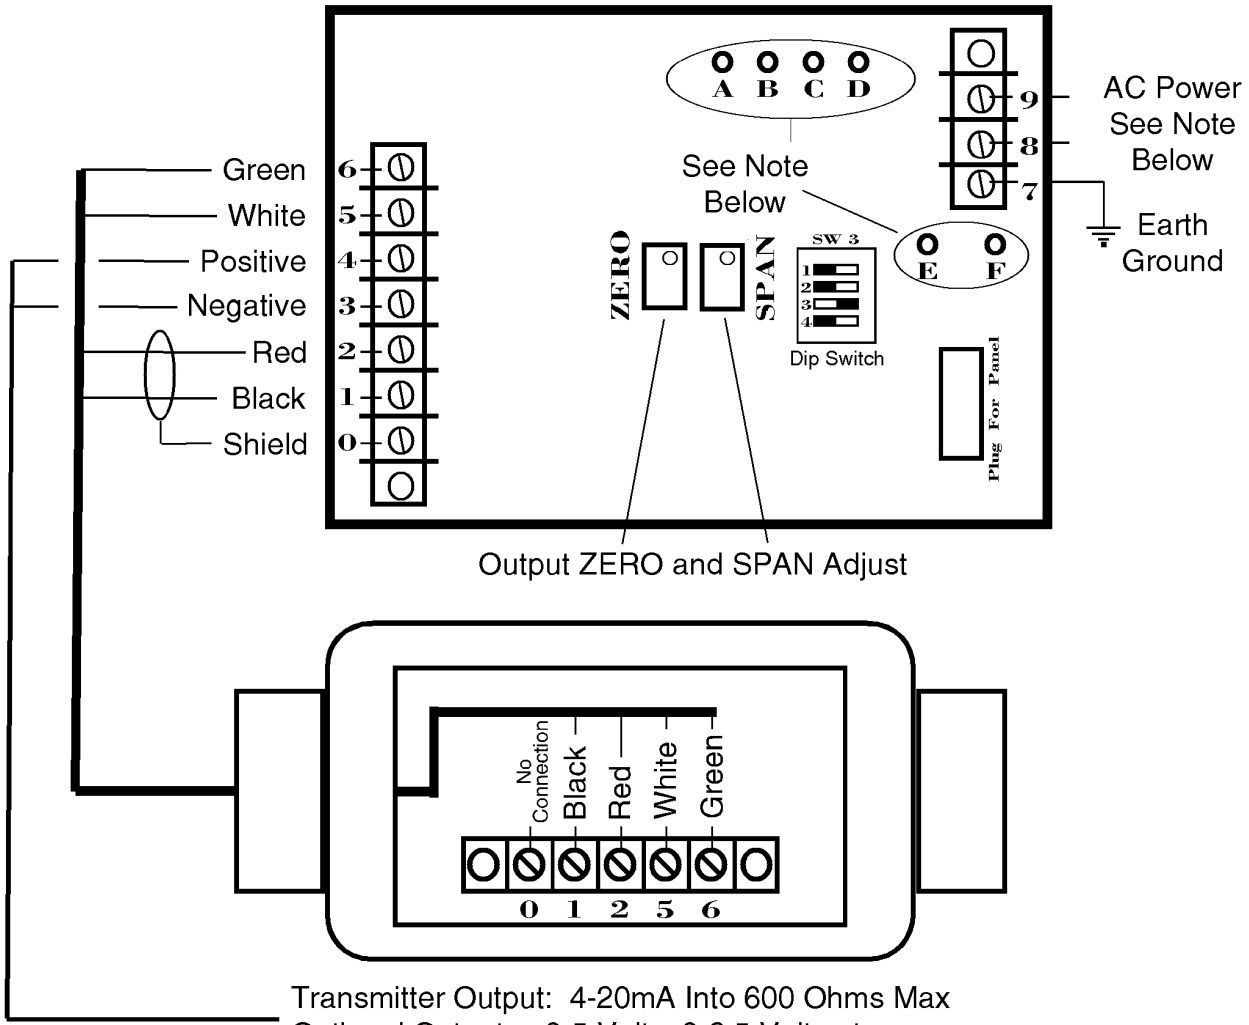 A B C D
See Note
Below
9
8
7
AC Power
See Note
Below
Earth
Ground
E F
Green 6
White 5
Positive 4
Negative 3
Red 2
Black 1
Shield 0
ZERO
SPAN
SW 3
1
2
3
4
Dip Switch
Plug For Panel
Output ZERO and SPAN Adjust
No
Connection
Black
Red
White
Green
0 1 2 5 6
Transmitter Output: 4-20mA Into 600 Ohms Max